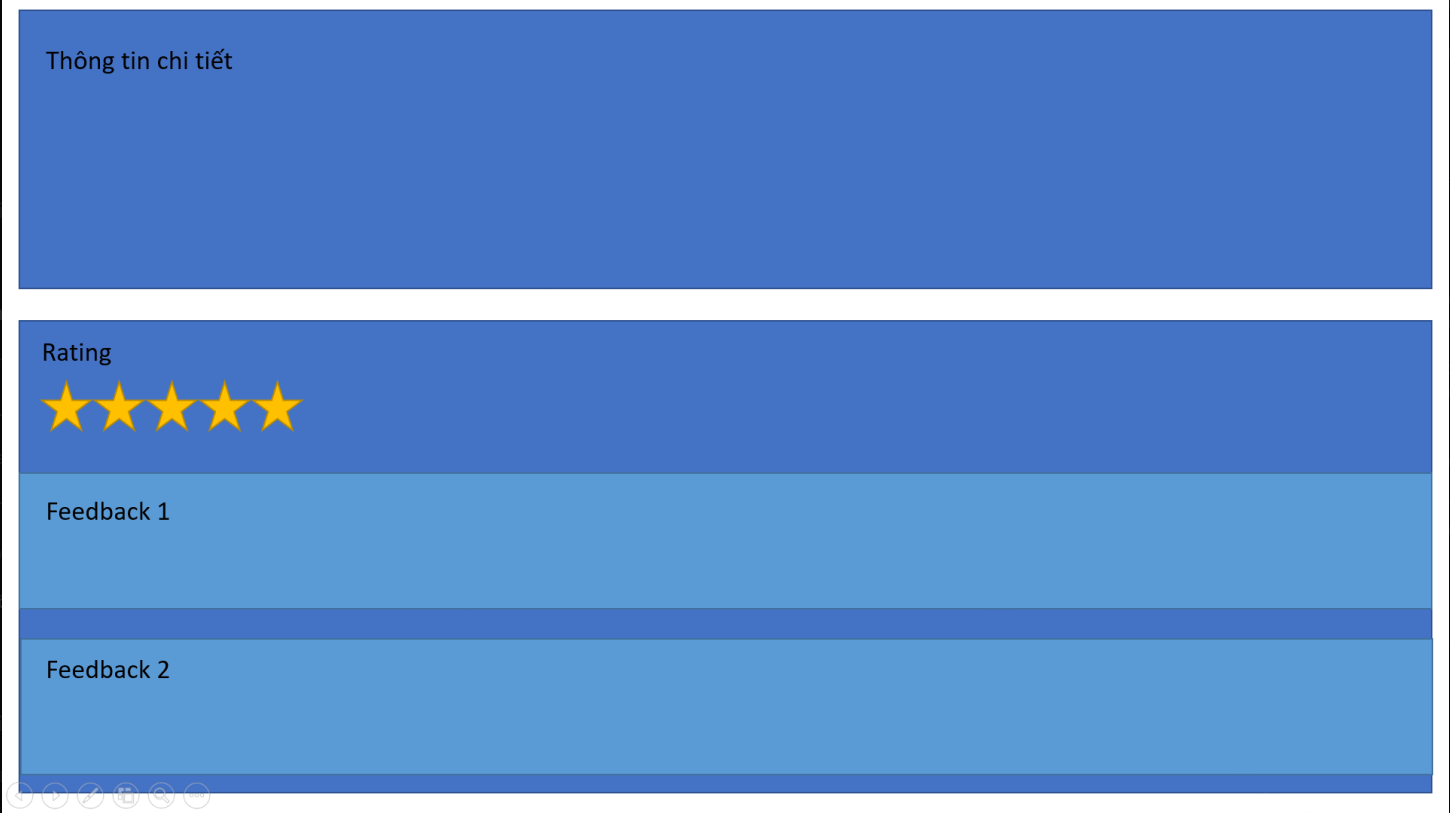 Thông tin chi tiết
Rating
Feedback 1
Feedback 2